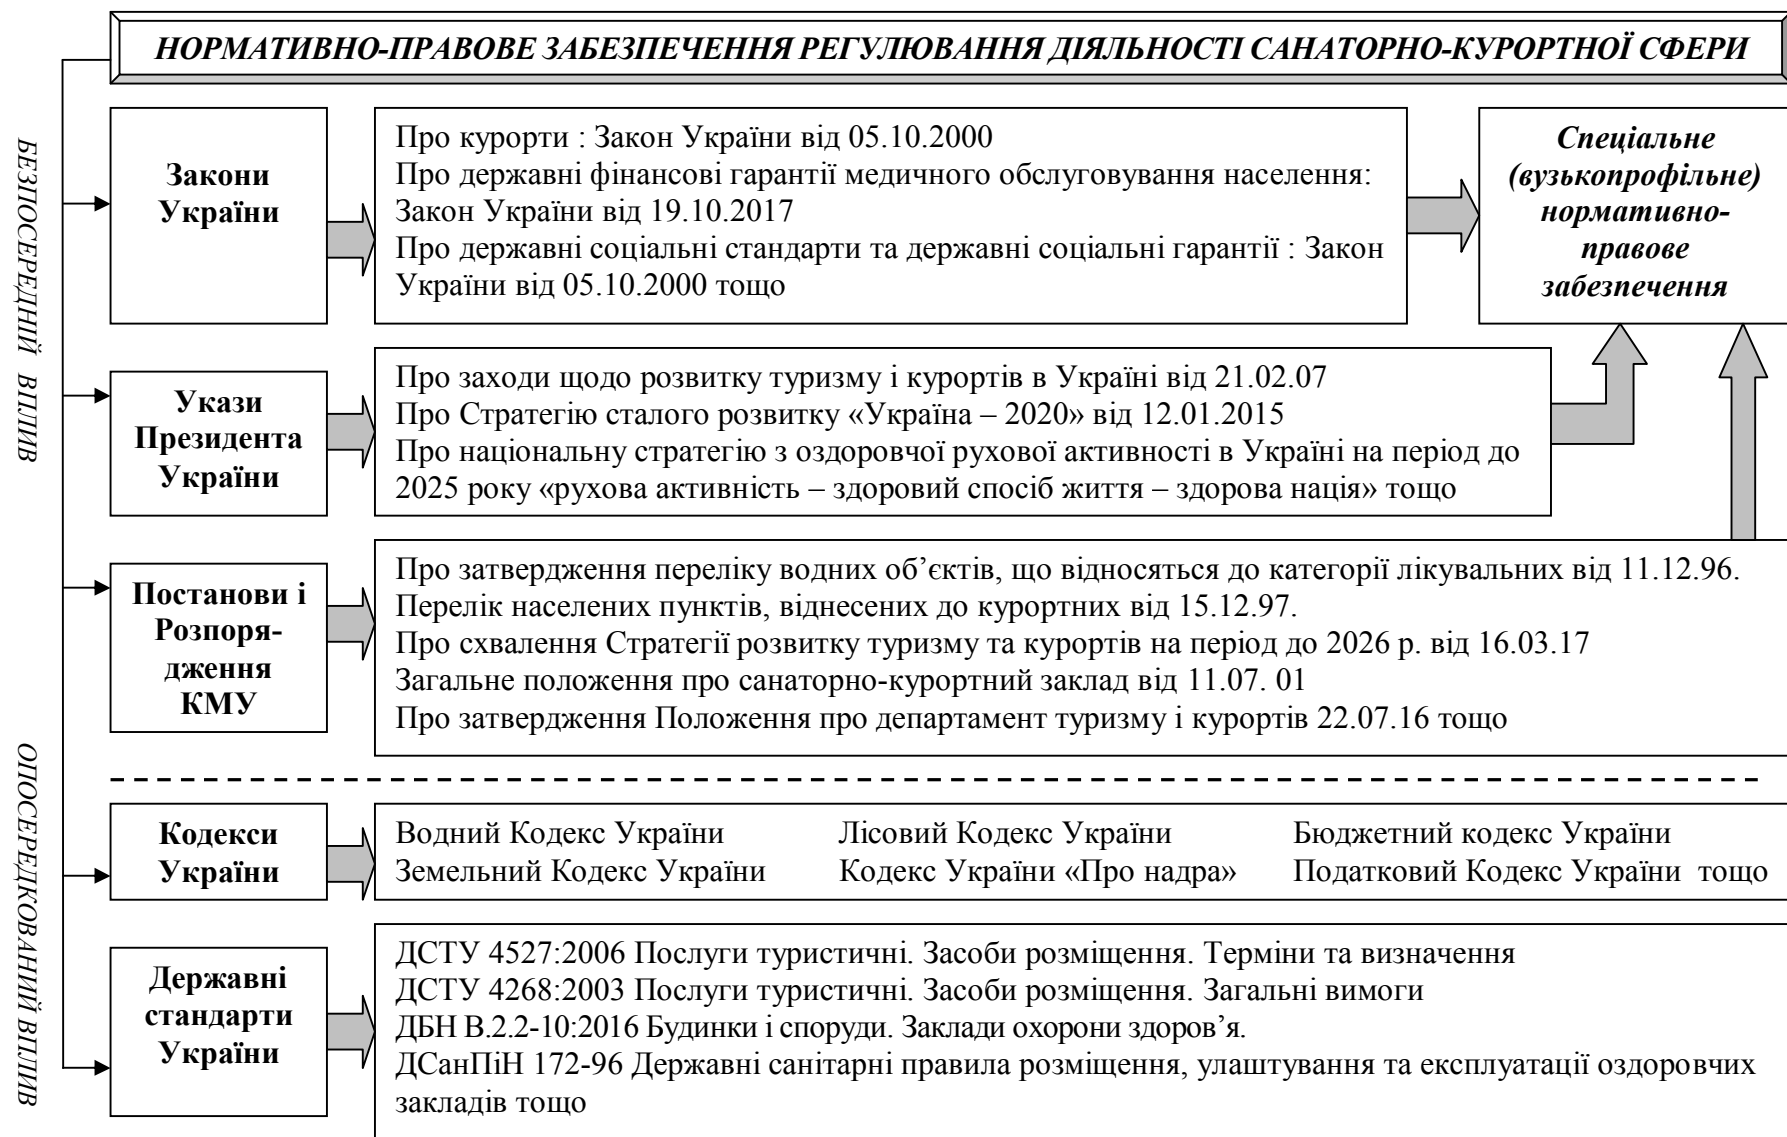 НОРМАТИВНО-ПРАВОВЕ ЗАБЕЗПЕЧЕННЯ РЕГУЛЮВАННЯ ДІЯЛЬНОСТІ САНАТОРНО-КУРОРТНОЇ СФЕРИ
БЕЗПОСЕРЕДНІЙ ВПЛИВ
Закони
України
Про курорти : Закон України від 05.10.2000
Про державні фінансові гарантії медичного обслуговування населення:
Закон України від 19.10.2017
Про державні соціальні стандарти та державні соціальні гарантії : Закон
України від 05.10.2000 тощо
Спеціальне
(вузькопрофільне)
нормативно-
правове
забезпечення
Укази
Президента
України
Про заходи щодо розвитку туризму і курортів в Україні від 21.02.07
Про Стратегію сталого розвитку «Україна – 2020» від 12.01.2015
Про національну стратегію з оздоровчої рухової активності в Україні на період до
2025 року «рухова активність – здоровий спосіб життя – здорова нація» тощо
Постанови і
Розпоря-
дження
КМУ
Про затвердження переліку водних об’єктів, що відносяться до категорії лікувальних від 11.12.96.
Перелік населених пунктів, віднесених до курортних від 15.12.97.
Про схвалення Стратегії розвитку туризму та курортів на період до 2026 р. від 16.03.17
Загальне положення про санаторно-курортний заклад від 11.07. 01
Про затвердження Положення про департамент туризму і курортів 22.07.16 тощо
ОПОСЕРЕДКОВАНИЙ ВПЛИВ
Кодекси
України
Водний Кодекс України Лісовий Кодекс України Бюджетний кодекс України
Земельний Кодекс України Кодекс України «Про надра» Податковий Кодекс України тощо
Державні
стандарти
України
ДСТУ 4527:2006 Послуги туристичні. Засоби розміщення. Терміни та визначення
ДСТУ 4268:2003 Послуги туристичні. Засоби розміщення. Загальні вимоги
ДБН В.2.2-10:2016 Будинки і споруди. Заклади охорони здоров’я.
ДСанПіН 172-96 Державні санітарні правила розміщення, улаштування та експлуатації оздоровчих
закладів тощо